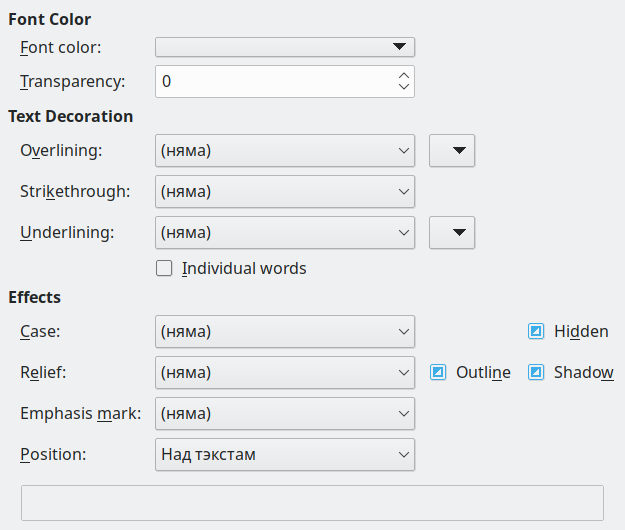 Font Color
Font color:
Transparency: 0
Text Decoration
Overlining: (няма)
Strikethrough: (няма)
Underlining: (няма)
Individual words
Effects
Case: (няма) Hidden
Relief: (няма) Outline Shadow
Emphasis mark: (няма)
Position: Над тэкстам